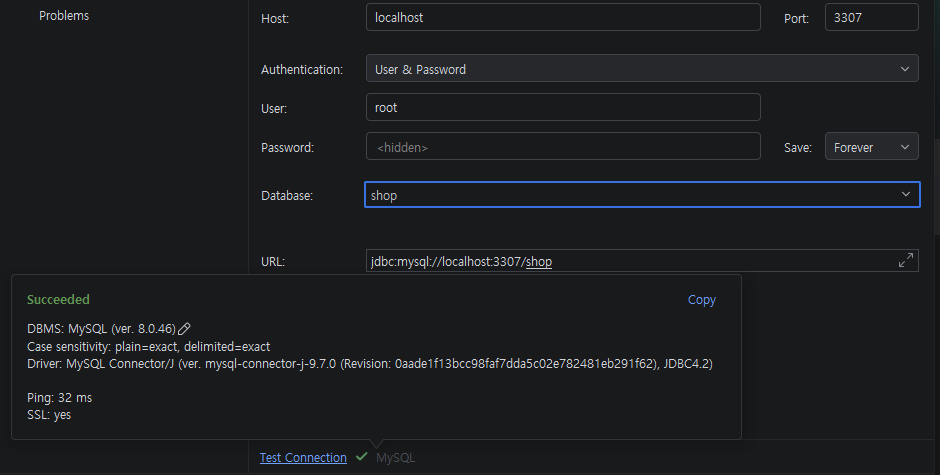 Problems
Host: localhost Port: 3307
Authentication: User & Password
User: root
Password: <hidden> Save: Forever
Database: shop
URL: jdbc:mysql://localhost:3307/shop
Succeeded Copy
DBMS: MySQL (ver. 8.0.46)
Case sensitivity: plain=exact, delimited=exact
Driver: MySQL Connector/J (ver. mysql-connector-j-9.7.0 (Revision: 0aade1f13bcc98faf7dda5c02e782481eb291f62), JDBC4.2)
Ping: 32 ms
SSL: yes
Test Connection MySQL